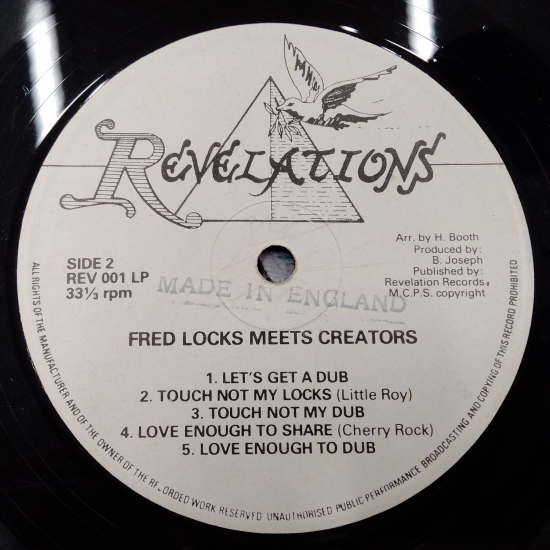 REVELATIONS
SIDE 2
REV 001 LP
33⅓ rpm
Arr. by H. Booth
Produced by:
B. Joseph
Published by:
Revelation Records.
M.C.P.S. copyright
MADE IN ENGLAND
FRED LOCKS MEETS CREATORS
1. LET'S GET A DUB
2. TOUCH NOT MY LOCKS (Little Roy)
3. TOUCH NOT MY DUB
4. LOVE ENOUGH TO SHARE (Cherry Rock)
5. LOVE ENOUGH TO DUB
ALL RIGHTS OF THE MANUFACTURER AND OF THE OWNER OF THE RECORDED WORK RESERVED UNAUTHORISED PUBLIC PERFORMANCE BROADCASTING AND COPYING OF THIS RECORD PROHIBITED